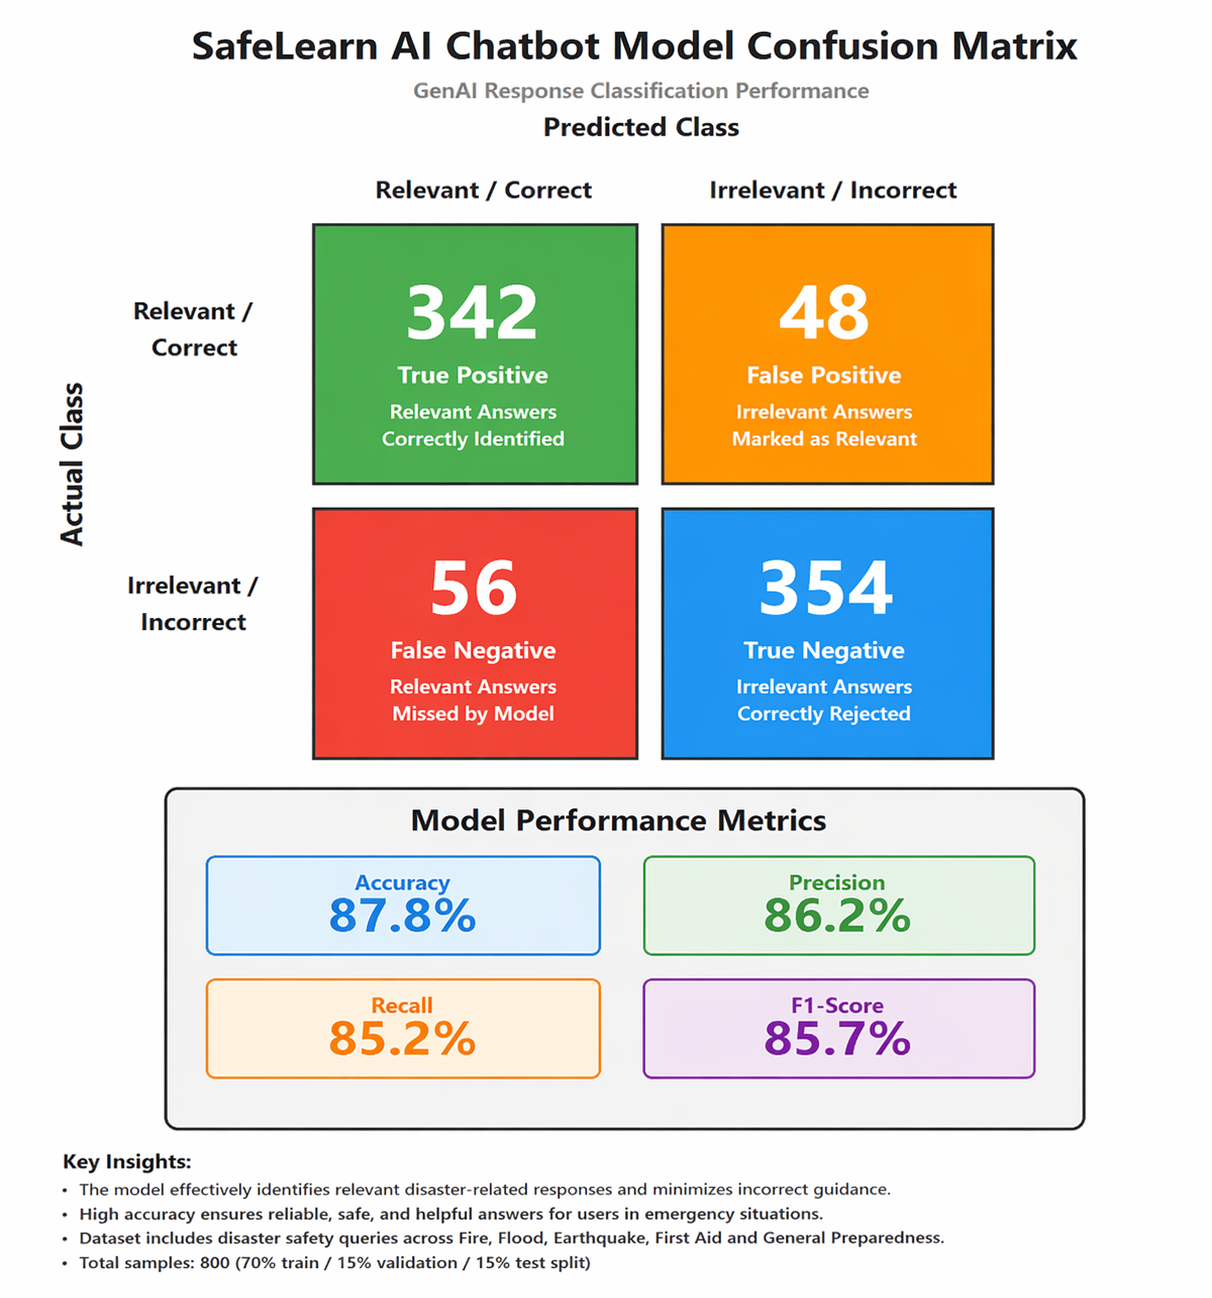 SafeLearn AI Chatbot Model Confusion Matrix
GenAI Response Classification Performance
Predicted Class
Relevant / Correct
Irrelevant / Incorrect
Actual Class
Relevant /
Correct
342
True Positive
Relevant Answers
Correctly Identified
48
False Positive
Irrelevant Answers
Marked as Relevant
Irrelevant /
Incorrect
56
False Negative
Relevant Answers
Missed by Model
354
True Negative
Irrelevant Answers
Correctly Rejected
Model Performance Metrics
Accuracy
87.8%
Precision
86.2%
Recall
85.2%
F1-Score
85.7%
Key Insights:
• The model effectively identifies relevant disaster-related responses and minimizes incorrect guidance.
• High accuracy ensures reliable, safe, and helpful answers for users in emergency situations.
• Dataset includes disaster safety queries across Fire, Flood, Earthquake, First Aid and General Preparedness.
• Total samples: 800 (70% train / 15% validation / 15% test split)